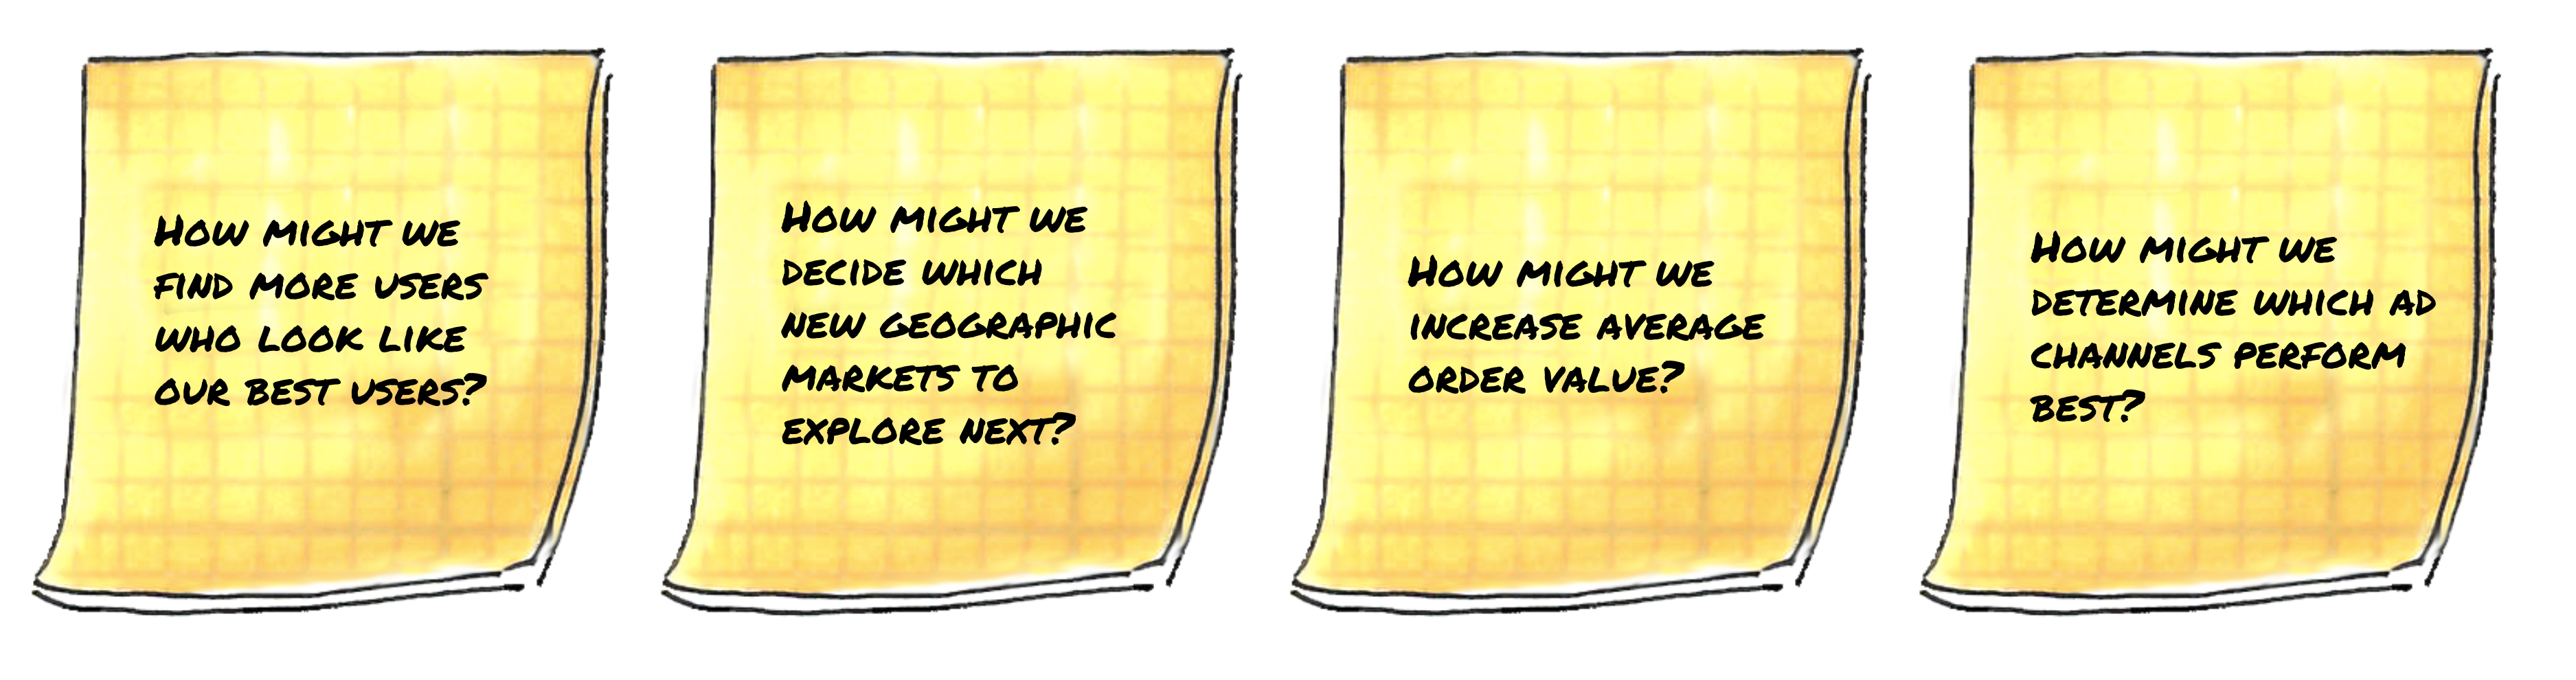 How might we
find more users
who look like
our best users?
How might we
decide which
new geographic
markets to
explore next?
How might we
increase average
order value?
How might we
determine which ad
channels perform
best?